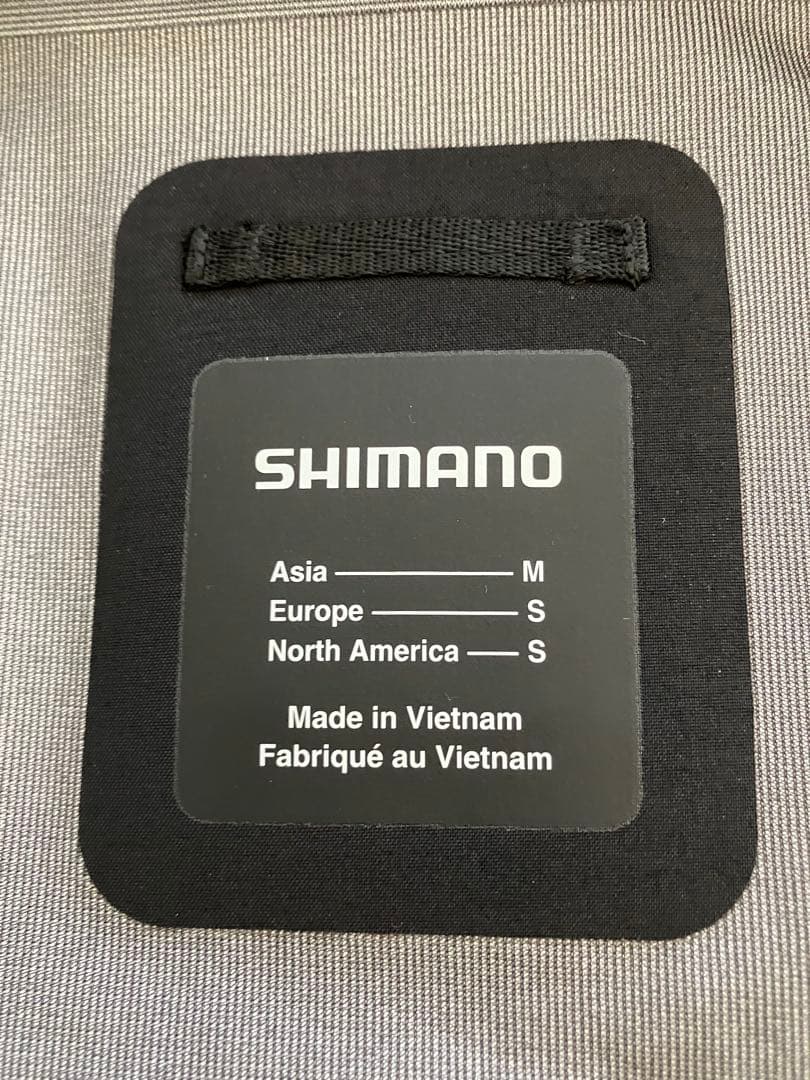 SHIMANO
Asia — M
Europe — S
North America — S
Made in Vietnam
Fabriqué au Vietnam